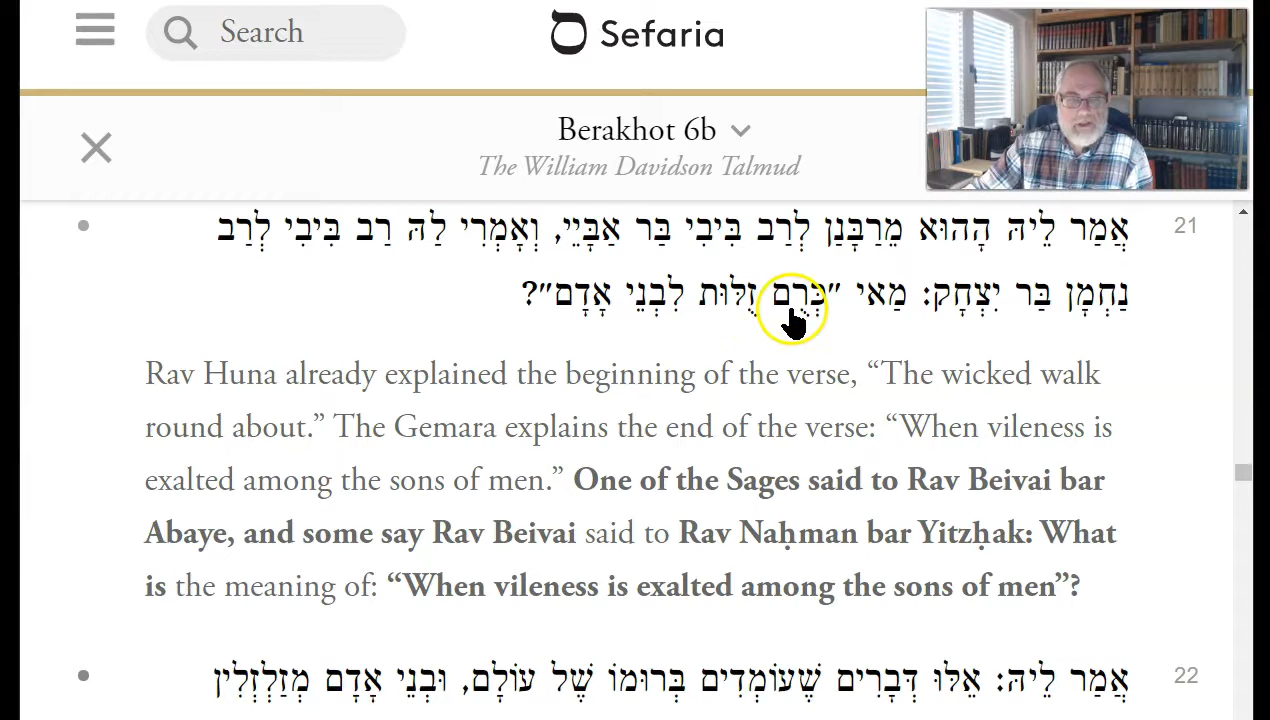 Search
Sefaria
Berakhot 6b
The William Davidson Talmud
21
אֲמַר לֵיהּ הָהוּא מֵרַבָּנַן לְרַב בִּיבִי בַּר אַבָּיֵי, וְאָמְרִי לַהּ רַב בִּיבִי לְרַב
נַחְמָן בַּר יִצְחָק: מַאי ״כְּרֻם זֻלּוּת לִבְנֵי אָדָם״?
Rav Huna already explained the beginning of the verse, “The wicked walk
round about.” The Gemara explains the end of the verse: “When vileness is
exalted among the sons of men.” One of the Sages said to Rav Beivai bar
Abaye, and some say Rav Beivai said to Rav Naḥman bar Yitzḥak: What
is the meaning of: “When vileness is exalted among the sons of men”?
22
אֲמַר לֵיהּ: אֵלּוּ דְּבָרִים שֶׁעוֹמְדִים בְּרוּמוֹ שֶׁל עוֹלָם, וּבְנֵי אָדָם מְזַלְזְלִין